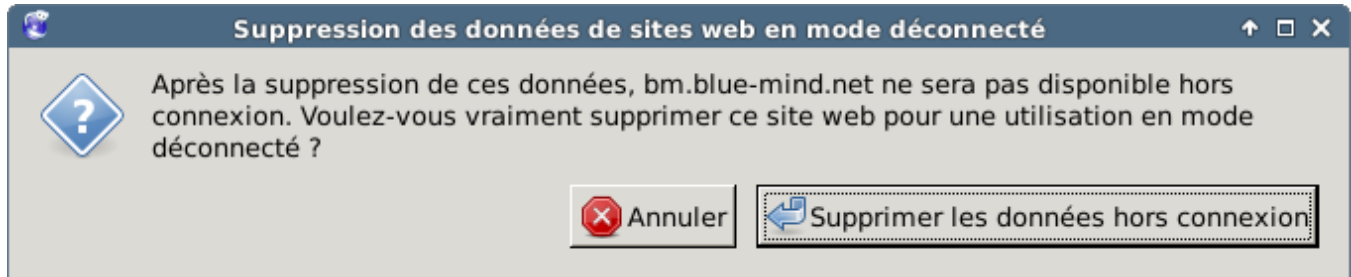 Suppression des données de sites web en mode déconnecté
Après la suppression de ces données, bm.blue-mind.net ne sera pas disponible hors
connexion. Voulez-vous vraiment supprimer ce site web pour une utilisation en mode
déconnecté ?
Annuler
Supprimer les données hors connexion